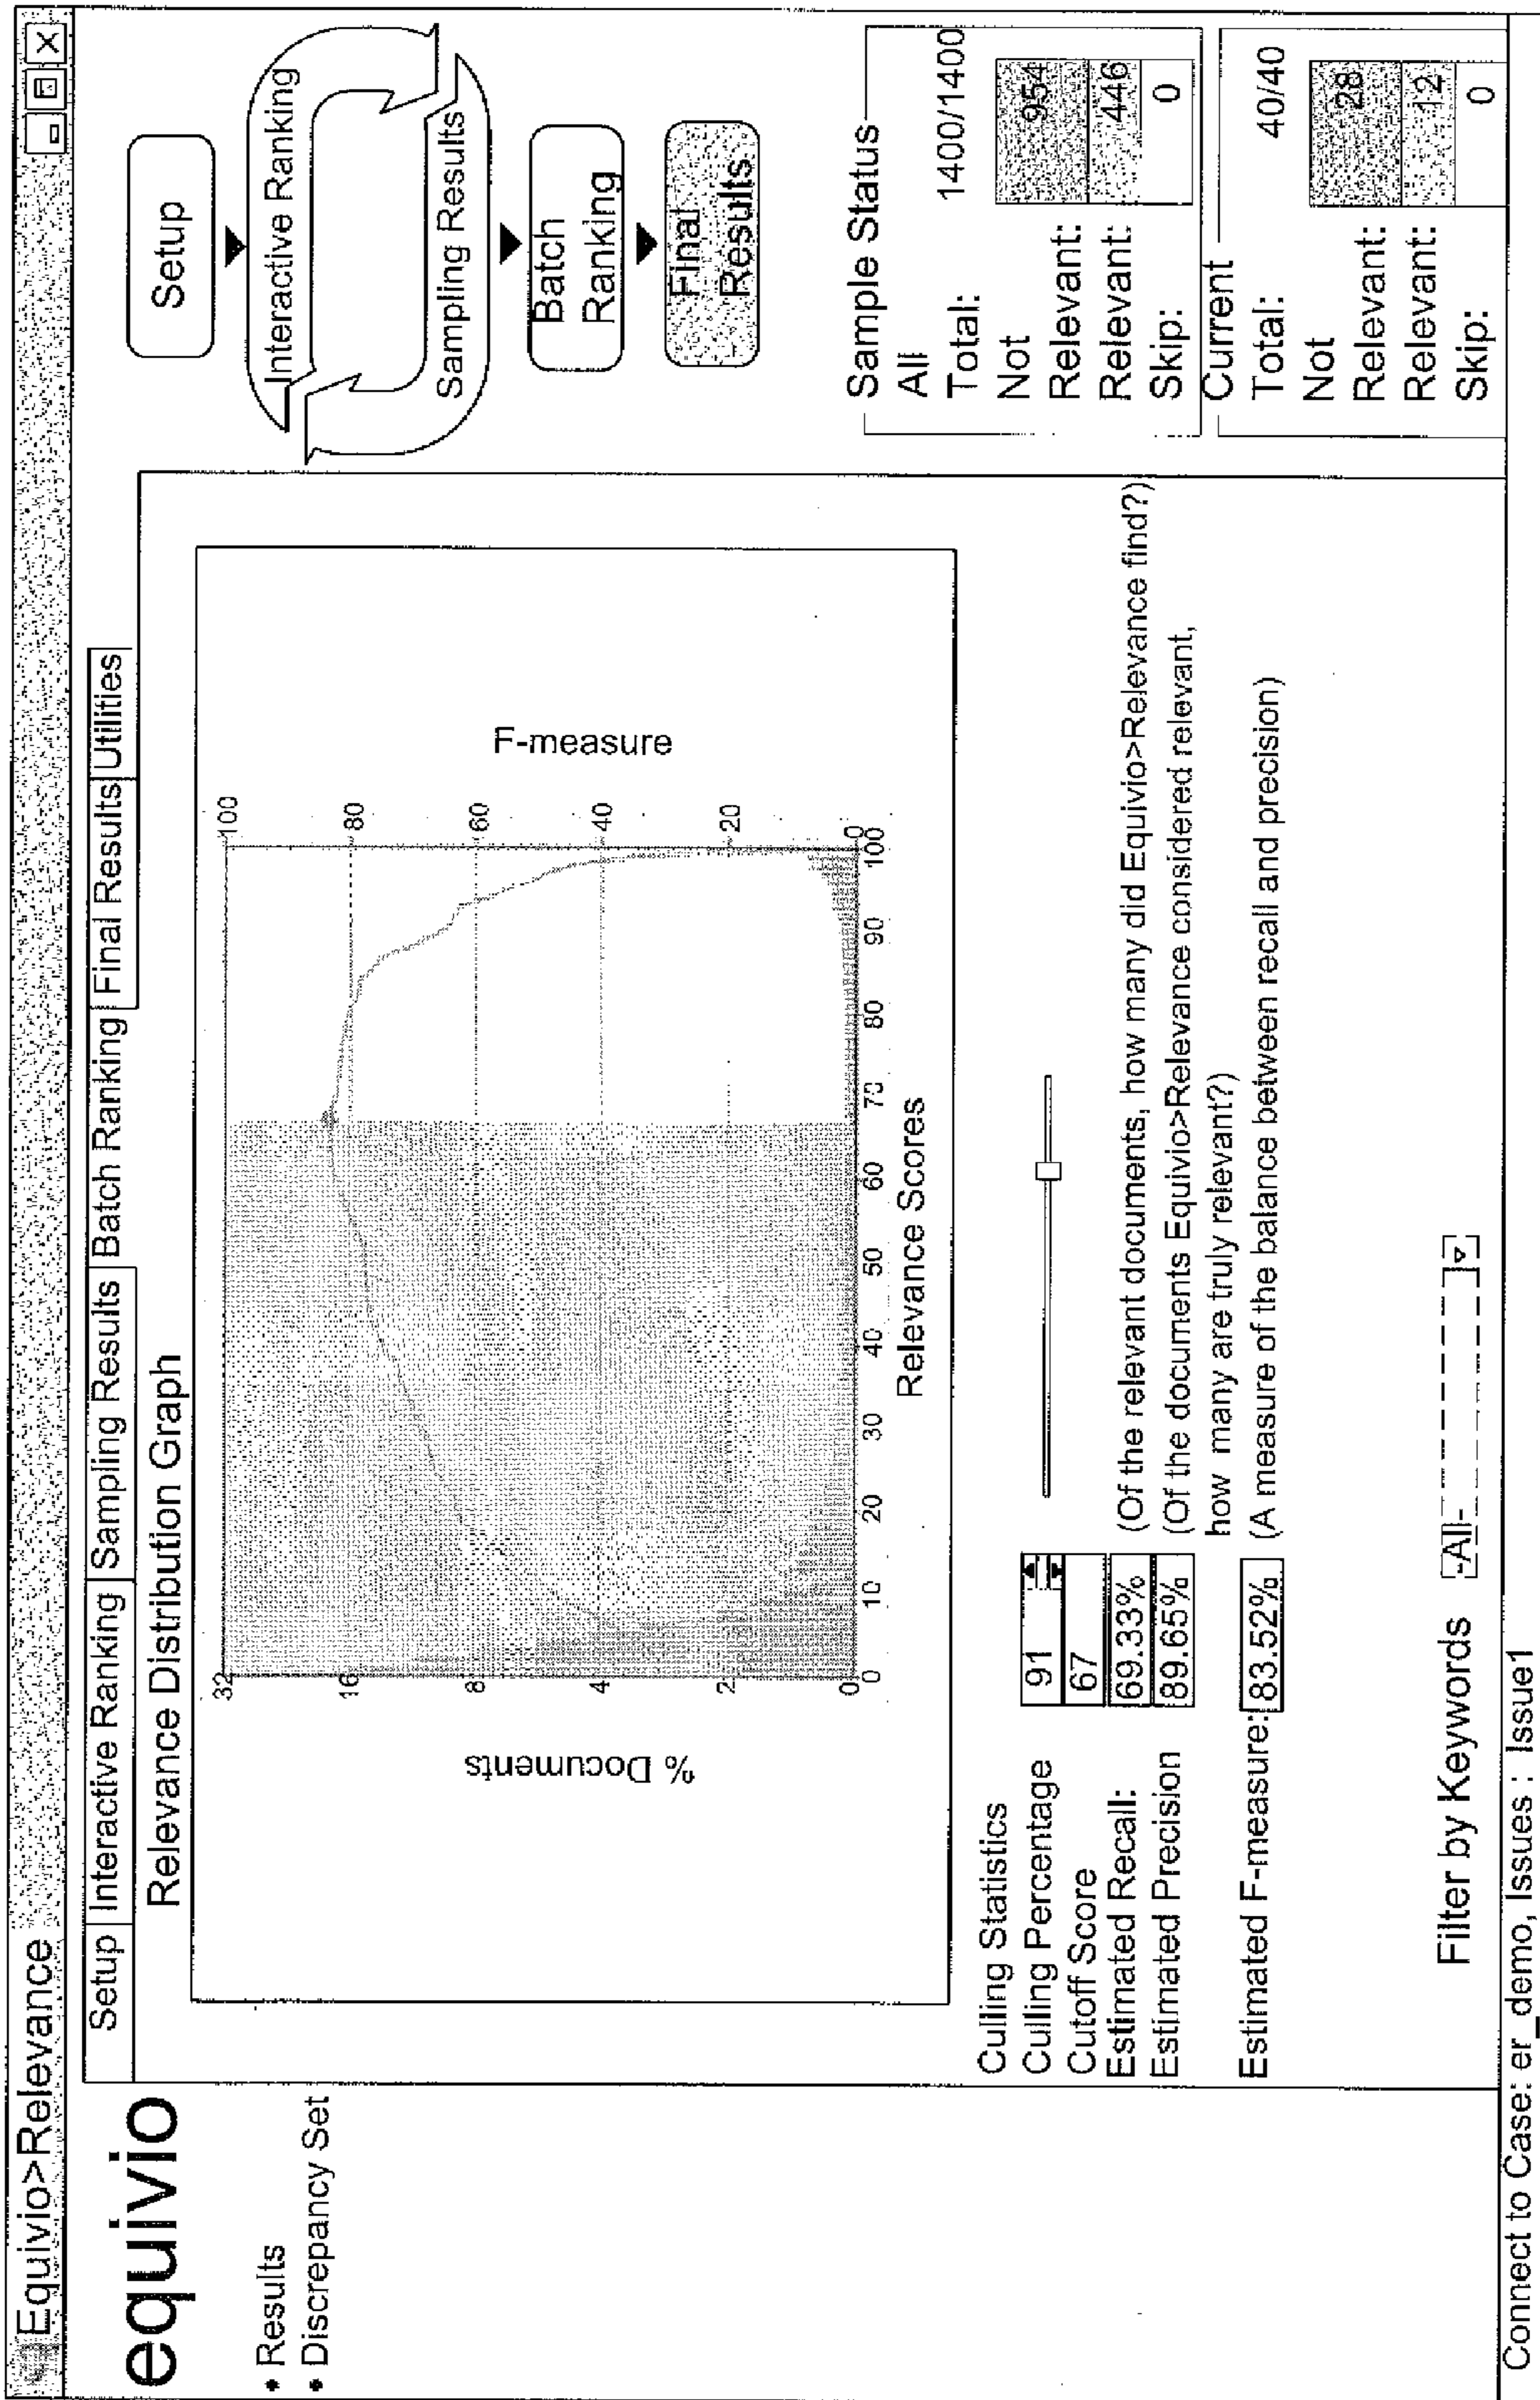 Equivio>Relevance
equivio
• Results
• Discrepancy Set
Setup Interactive Ranking Sampling Results Batch Ranking Final Results Utilities
Relevance Distribution Graph
% Documents
32
16
8
4
2
0
0 10 20 30 40 50 60 70 80 90 100
Relevance Scores
100
80
60
40
20
0
F-measure
Culling Statistics
Culling Percentage 91
Cutoff Score 67
Estimated Recall: 69.33% (Of the relevant documents, how many did Equivio>Relevance find?)
Estimated Precision 89.65% (Of the documents Equivio>Relevance considered relevant,
how many are truly relevant?)
Estimated F-measure: 83.52% (A measure of the balance between recall and precision)
Filter by Keywords -All-
Setup
Interactive Ranking
Sampling Results
Batch
Ranking
Final
Results
Sample Status
All
Total: 1400/1400
Not
Relevant: 954
Relevant: 446
Skip: 0
Current
Total: 40/40
Not
Relevant: 28
Relevant: 12
Skip: 0
Connect to Case: er_demo, Issues : Issue1